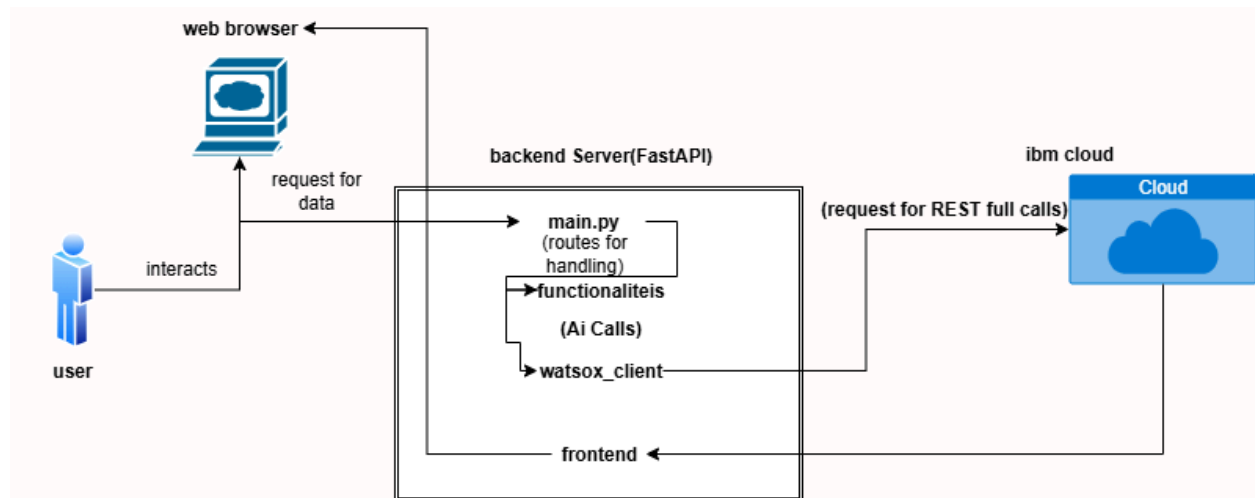 web browser
backend Server(FastAPI)
ibm cloud
request for
data
Cloud
(request for REST full calls)
main.py
(routes for
handling)
interacts
functionaliteis
(Ai Calls)
user
watsox_client
frontend